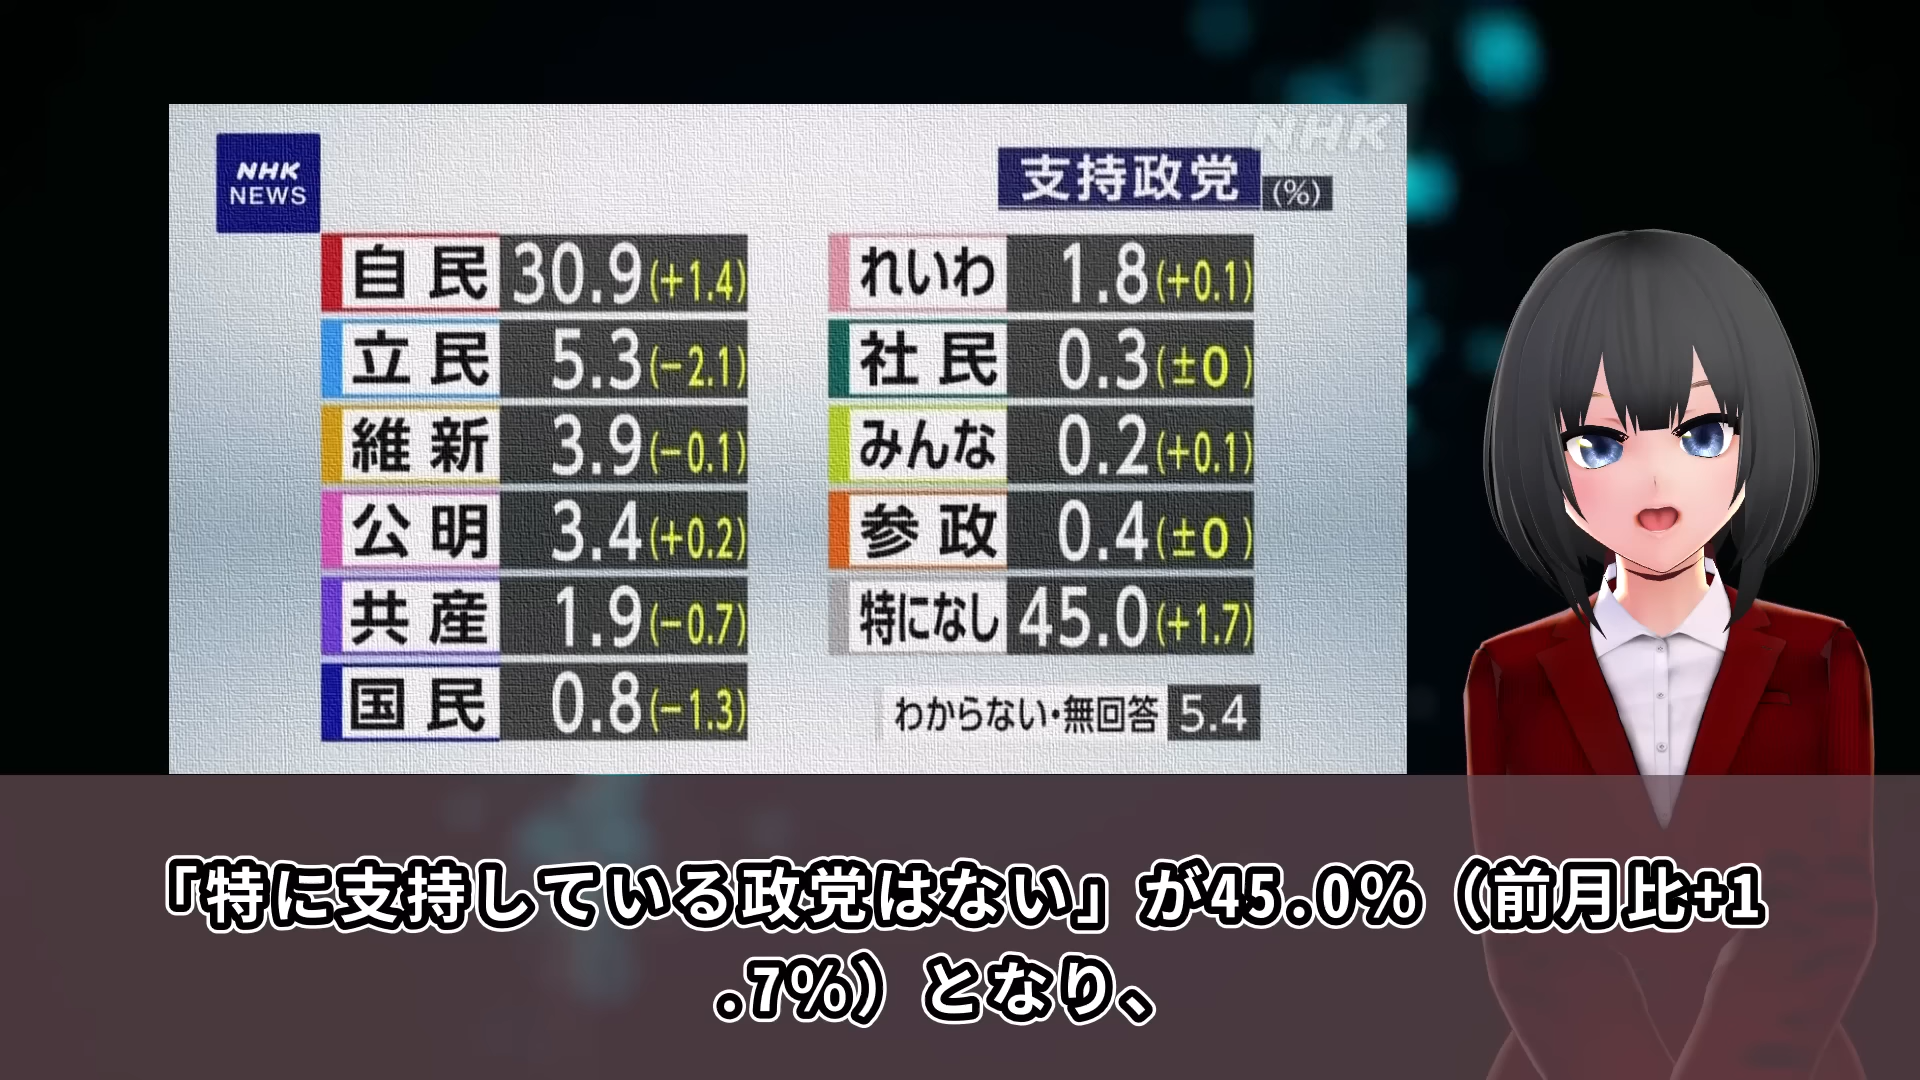 NHK
NHK
NEWS
支持政党
(%)
自民 30.9(+1.4)
立民 5.3(-2.1)
維新 3.9(-0.1)
公明 3.4(+0.2)
共産 1.9(-0.7)
国民 0.8(-1.3)
れいわ 1.8(+0.1)
社民 0.3(±0)
みんな 0.2(+0.1)
参政 0.4(±0)
特になし 45.0(+1.7)
わからない・無回答 5.4
「特に支持している政党はない」が45.0%（前月比+1
.7%）となり、